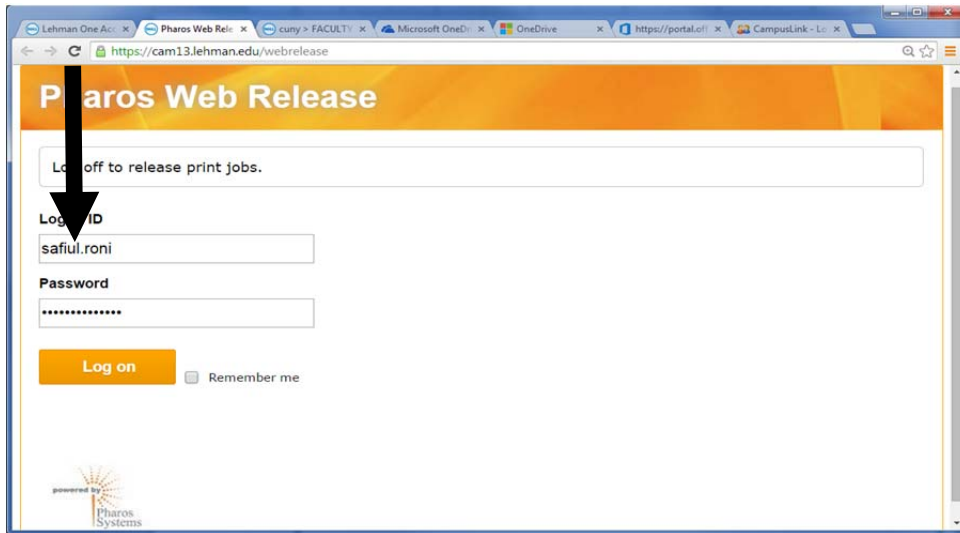 Lehman One Acc
Pharos Web Rele
cuny > FACULTY
Microsoft OneDr
OneDrive
https://portal.off
CampusLink - Lo
https://cam13.lehman.edu/webrelease
Pharos Web Release
off to release print jobs.
ID
safiul.roni
Password
••••••••••••••
Log on
Remember me
powered by
Pharos
Systems